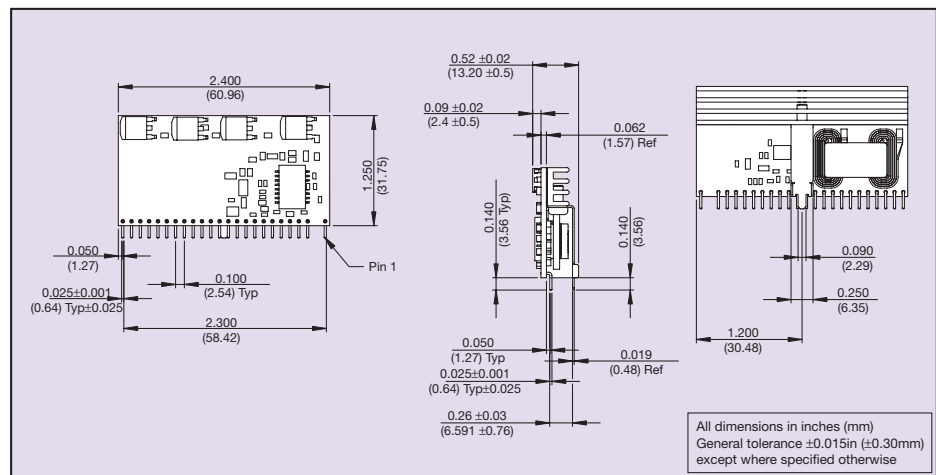 2.400
(60.96)
1.250
(31.75)
0.050
(1.27)
0.100
(2.54) Typ
0.025±0.001
(0.64) Typ±0.025
2.300
(58.42)
Pin 1
0.52 ±0.02
(13.20 ±0.5)
0.09 ±0.02
(2.4 ±0.5)
0.062
(1.57) Ref
0.140
(3.56 Typ)
0.140
(3.56)
0.050
(1.27) Typ
0.019
(0.48) Ref
0.025±0.001
(0.64) Typ±0.025
0.26 ±0.03
(6.591 ±0.76)
0.090
(2.29)
0.250
(6.35)
1.200
(30.48)
All dimensions in inches (mm)
General tolerance ±0.015in (±0.30mm)
except where specified otherwise